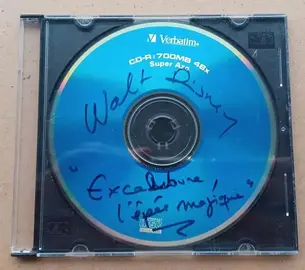 Verbatim
CD-R 700MB 48x
Super Azo
Walt Disney
"Excalibure,
l'épée magique"